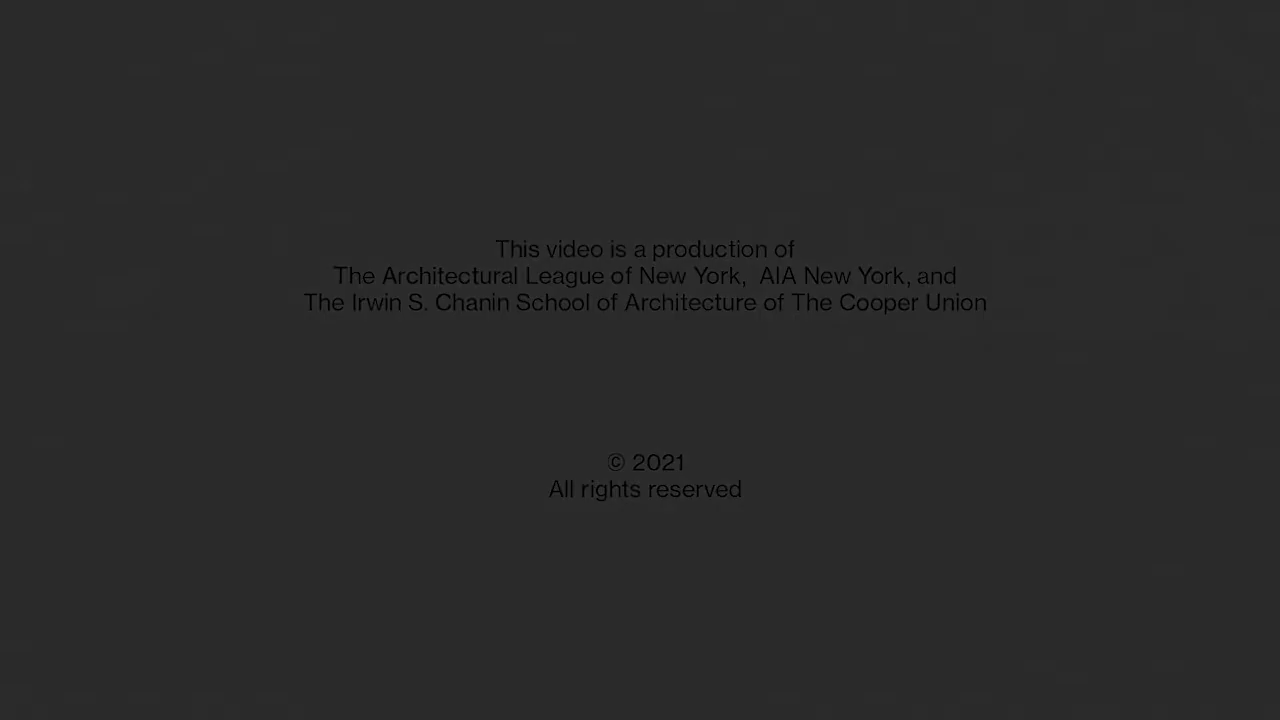 This video is a production of
The Architectural League of New York,  AIA New York, and
The Irwin S. Chanin School of Architecture of The Cooper Union
© 2021
All rights reserved